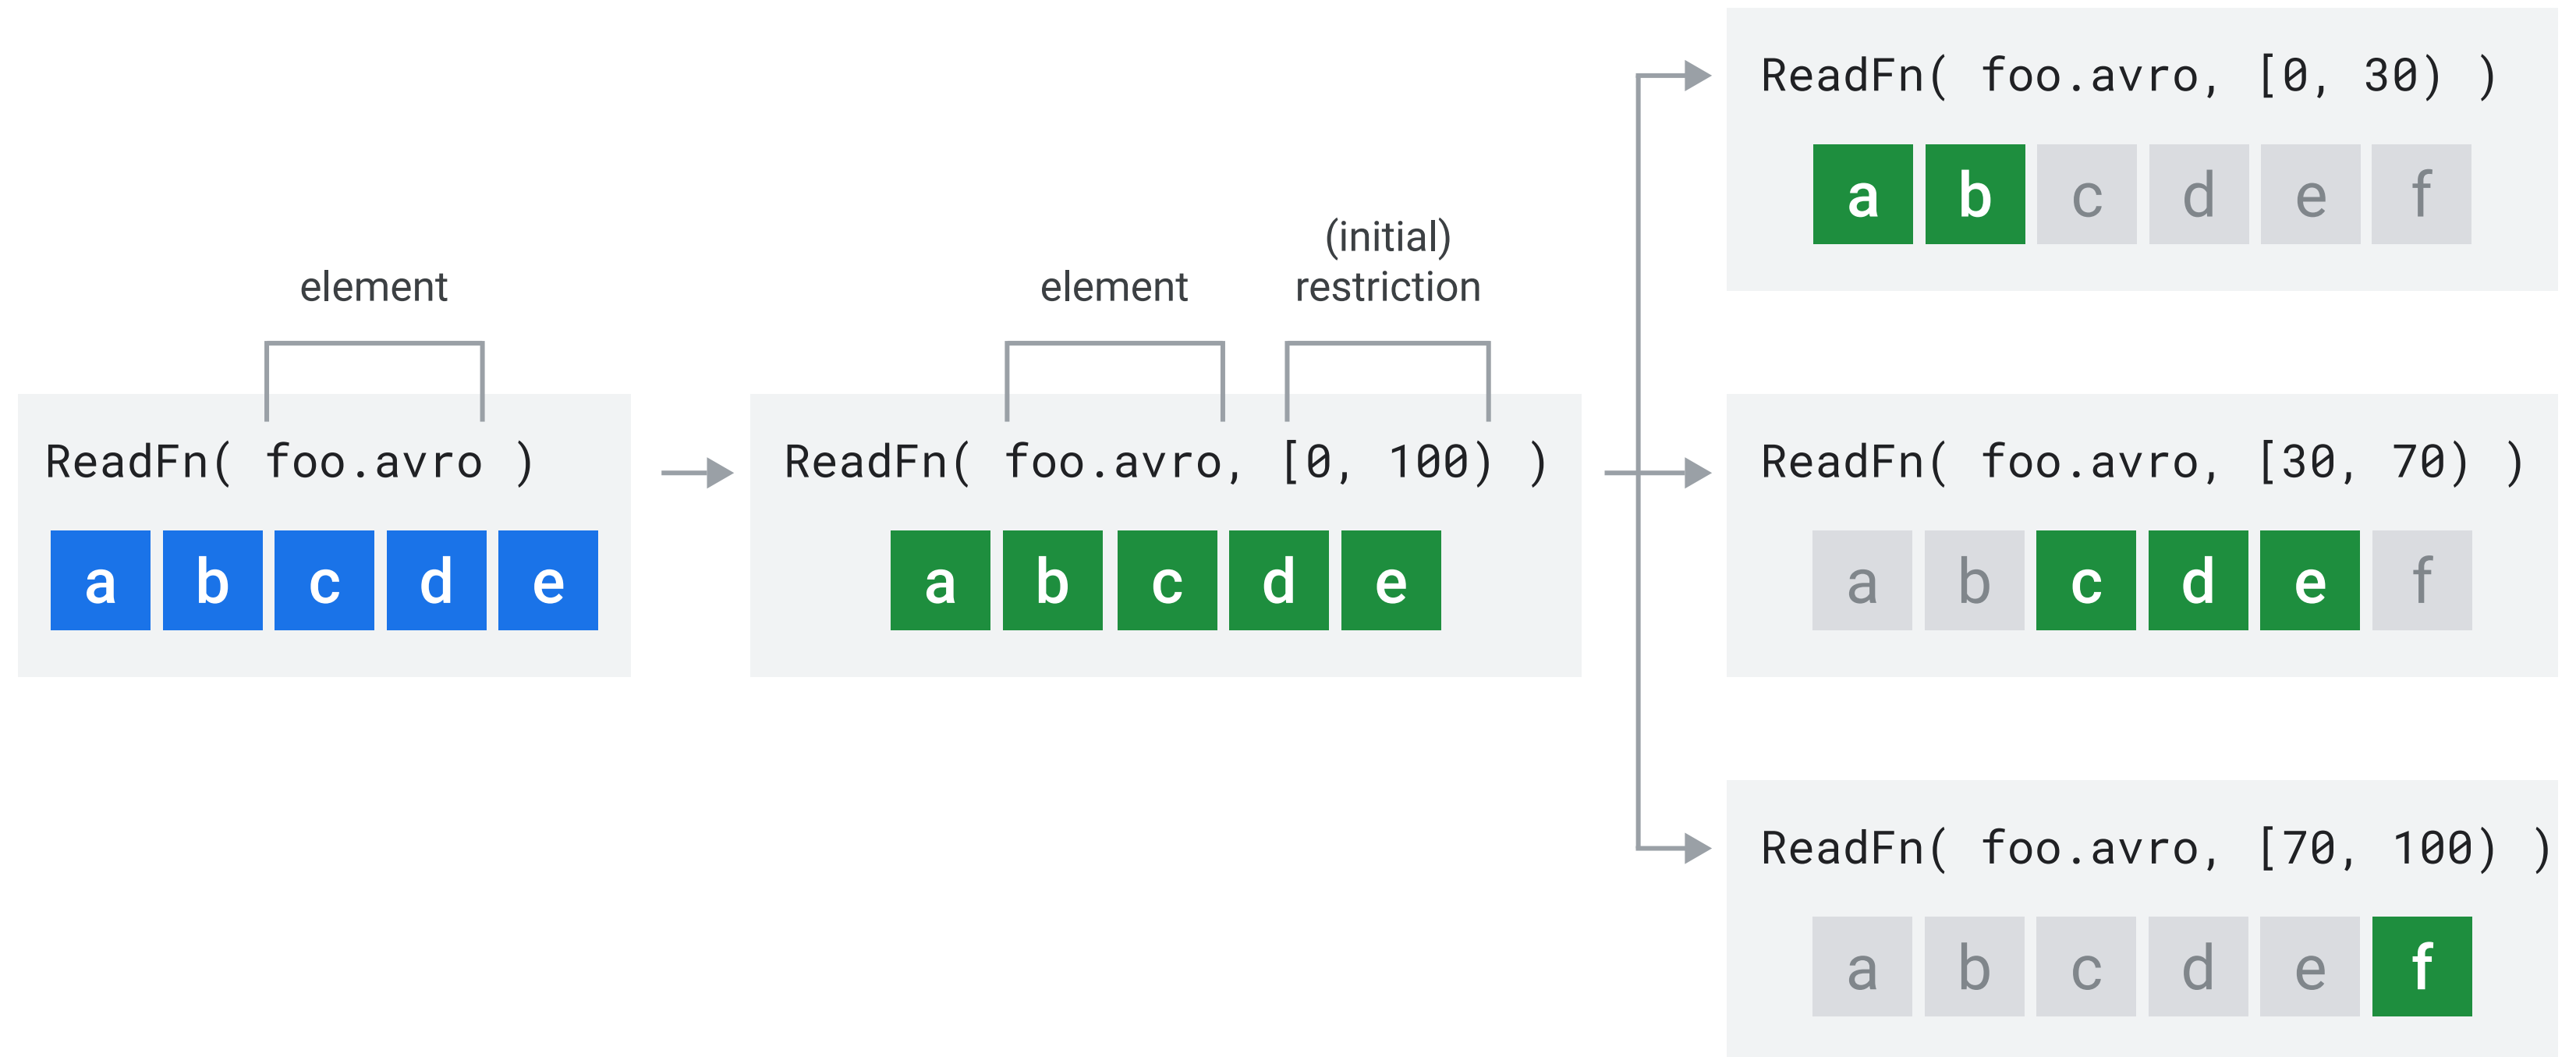 element
ReadFn( foo.avro )
a b c d e
element
(initial)
restriction
ReadFn( foo.avro, [0, 100) )
a b c d e
ReadFn( foo.avro, [0, 30) )
a b c d e f
ReadFn( foo.avro, [30, 70) )
a b c d e f
ReadFn( foo.avro, [70, 100) )
a b c d e f